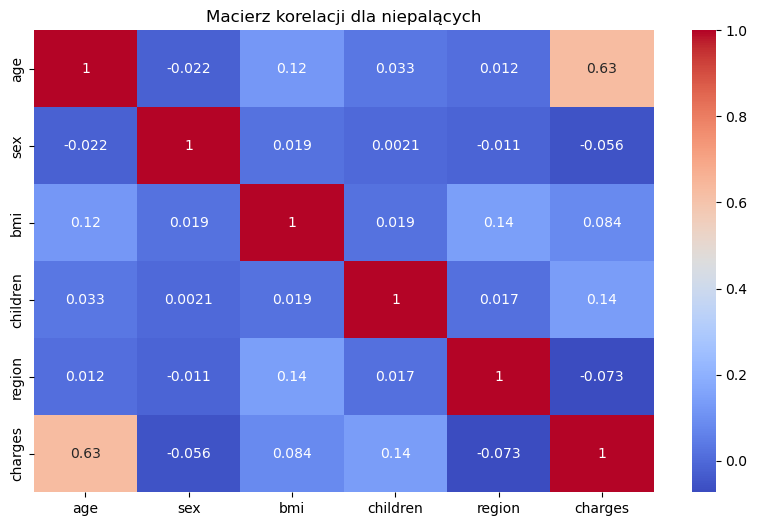 Macierz korelacji dla niepalących
age 1 -0.022 0.12 0.033 0.012 0.63
sex -0.022 1 0.019 0.0021 -0.011 -0.056
bmi 0.12 0.019 1 0.019 0.14 0.084
children 0.033 0.0021 0.019 1 0.017 0.14
region 0.012 -0.011 0.14 0.017 1 -0.073
charges 0.63 -0.056 0.084 0.14 -0.073 1
age sex bmi children region charges
1.0
0.8
0.6
0.4
0.2
0.0